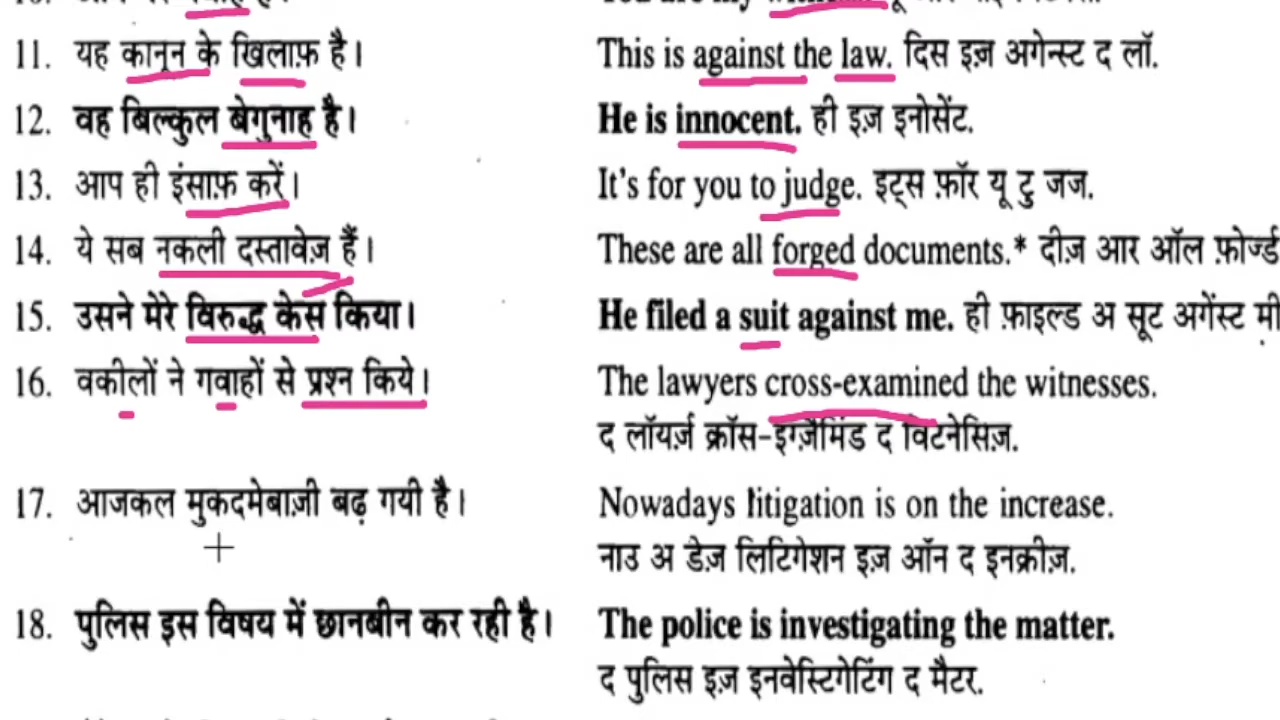 11. यह कानून के खिलाफ़ है। This is against the law. दिस इज़ अगेन्स्ट द लॉ.
12. वह बिल्कुल बेगुनाह है। He is innocent. ही इज़ इनोसेंट.
13. आप ही इंसाफ़ करें। It's for you to judge. इट्स फ़ॉर यू टु जज.
14. ये सब नकली दस्तावेज़ हैं। These are all forged documents.* दीज़ आर ऑल फ़ोर्ज्ड
15. उसने मेरे विरुद्ध केस किया। He filed a suit against me. ही फ़ाइल्ड अ सूट अगेंस्ट मी
16. वकीलों ने गवाहों से प्रश्न किये। The lawyers cross-examined the witnesses.
द लॉयर्ज़ क्रॉस-इग्ज़ैमिंड द विटनेसिज़.
17. आजकल मुकदमेबाज़ी बढ़ गयी है। Nowadays litigation is on the increase.
नाउ अ डेज़ लिटिगेशन इज़ ऑन द इनक्रीज़.
18. पुलिस इस विषय में छानबीन कर रही है। The police is investigating the matter.
द पुलिस इज़ इनवेस्टिगेटिंग द मैटर.